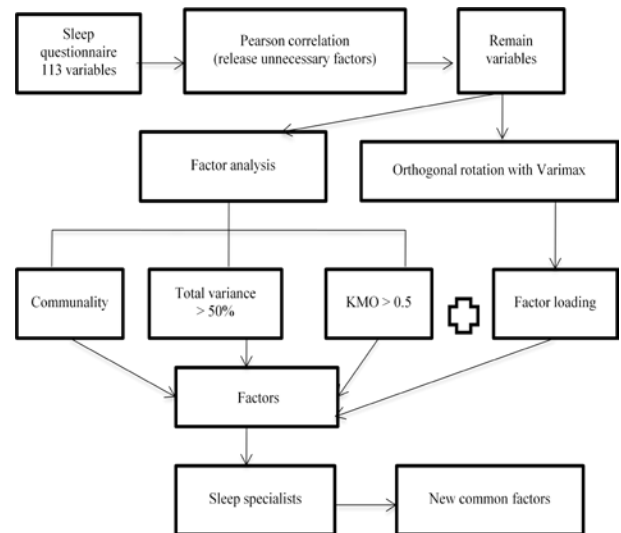 Sleep
questionnaire
113 variables
Pearson correlation
(release unnecessary factors)
Remain
variables
Factor analysis
Orthogonal rotation with Varimax
Communality
Total variance
> 50%
KMO > 0.5
Factor loading
Factors
Sleep specialists
New common factors